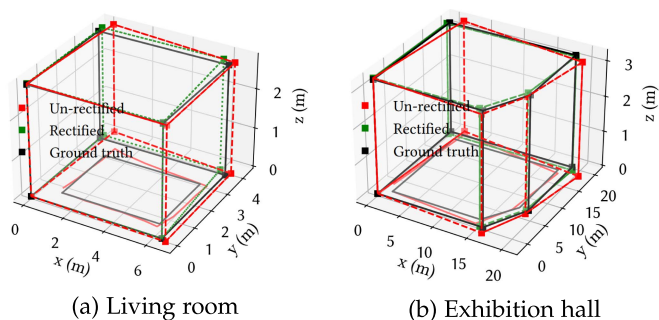 Un-rectified
Rectified
Ground truth
0
2
4
6
x (m)
0
1
2
3
4
y (m)
0
1
2
z (m)
(a) Living room
Un-rectified
Rectified
Ground truth
0
5
10
15
20
x (m)
0
5
10
15
20
y (m)
0
1
2
3
z (m)
(b) Exhibition hall